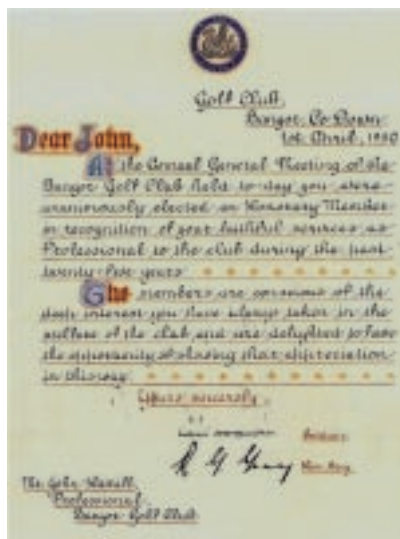 Golf Club,
Bangor, Co Down
1st April, 1950
Dear John,
At the Annual General Meeting of the
Bangor Golf Club held to-day you were
unanimously elected an Honorary Member
in recognition of your faithful services as
Professional to the club during the past
twenty-five years
The members are conscious of the
deep interest you have always taken in the
welfare of the club and are delighted to have
the opportunity of showing their appreciation
in this way.
Yours sincerely,
Hon. Secy.
John
Professional,
Bangor Golf Club